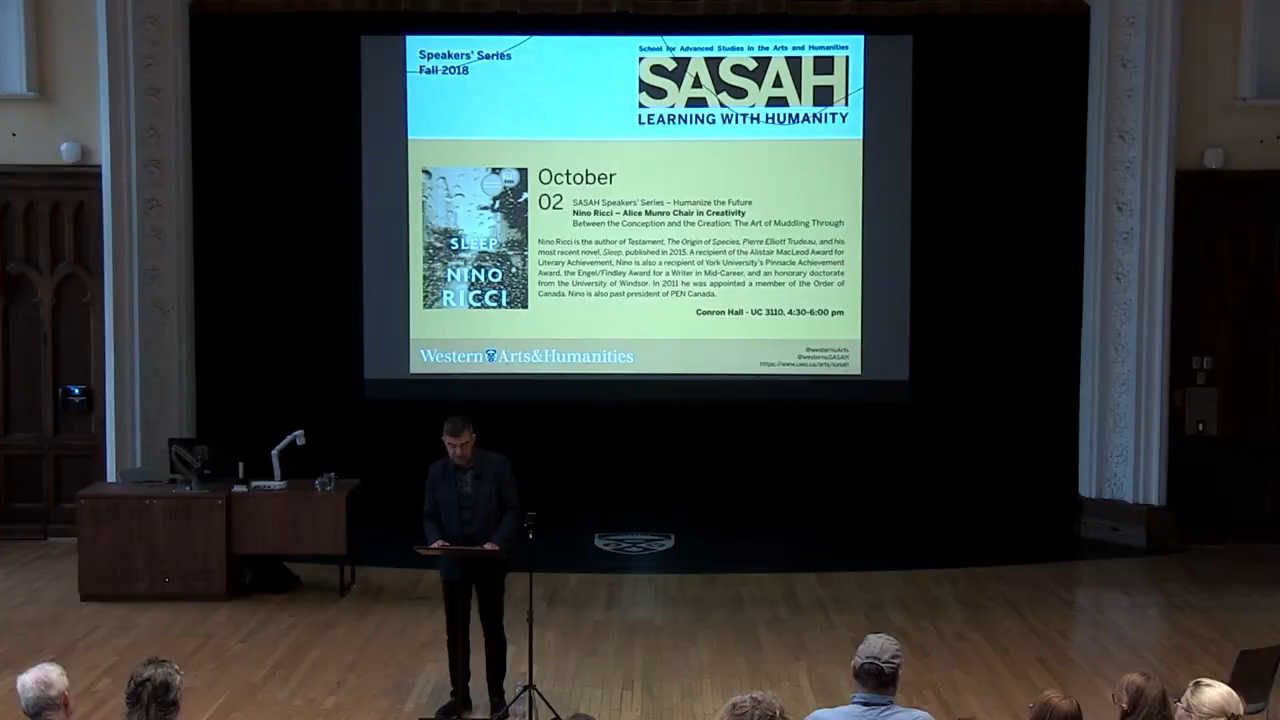 Speakers' Series
Fall 2018
School for Advanced Studies in the Arts and Humanities
SASAH
LEARNING WITH HUMANITY
SLEEP
NINO
RICCI
October
02
SASAH Speakers' Series – Humanize the Future
Nino Ricci – Alice Munro Chair in Creativity
Between the Conception and the Creation: The Art of Muddling Through
Nino Ricci is the author of Testament, The Origin of Species, Pierre Elliott Trudeau, and his
most recent novel, Sleep, published in 2015. A recipient of the Alistair MacLeod Award for
Literary Achievement, Nino is also a recipient of York University's Pinnacle Achievement
Award, the Engel/Findley Award for a Writer in Mid-Career, and an honorary doctorate
from the University of Windsor. In 2011 he was appointed a member of the Order of
Canada. Nino is also past president of PEN Canada.
Conron Hall - UC 3110, 4:30-6:00 pm
Western Arts&Humanities
@westernuArts
@westernuSASAH
https://www.uwo.ca/arts/sasah